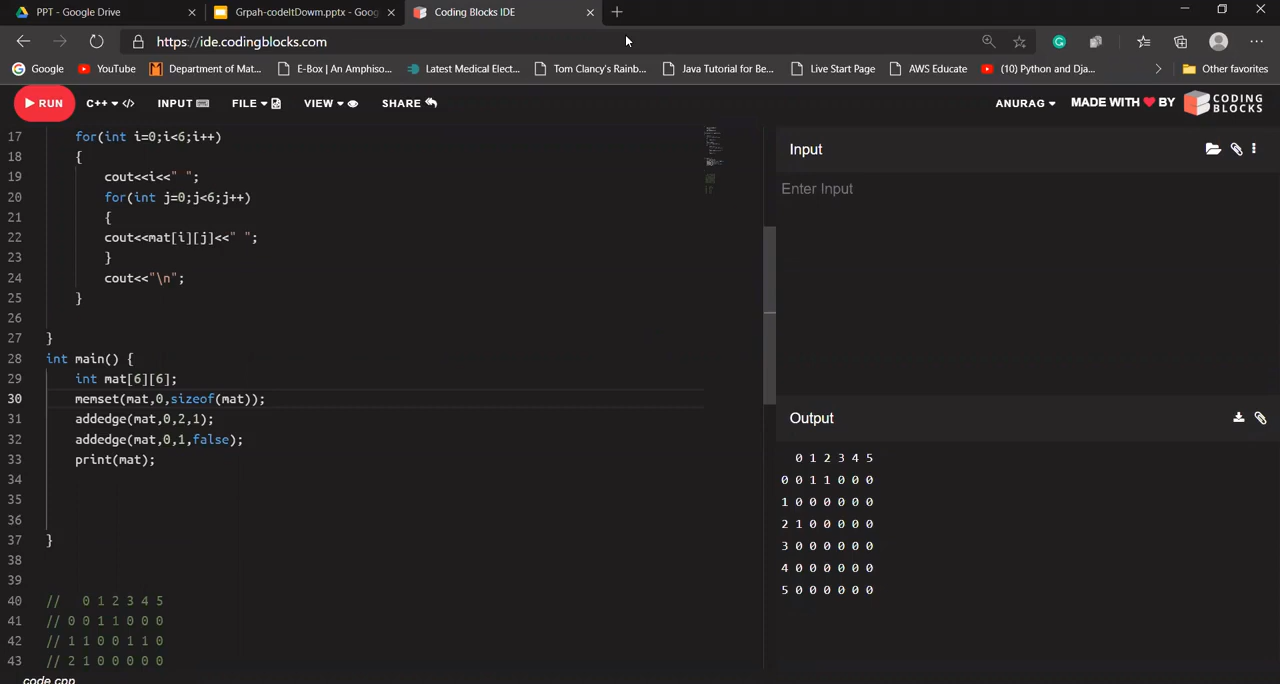 PPT - Google Drive
Grpah-codeItDowm.pptx - Goog
Coding Blocks IDE
https://ide.codingblocks.com
Google
YouTube
Department of Mat...
E-Box | An Amphiso...
Latest Medical Elect...
Tom Clancy's Rainb...
Java Tutorial for Be...
Live Start Page
AWS Educate
(10) Python and Dja...
Other favorites
RUN
C++
INPUT
FILE
VIEW
SHARE
ANURAG
MADE WITH BY
CODING
BLOCKS
17 for(int i=0;i<6;i++)
18 {
19 cout<<i<<" ";
20 for(int j=0;j<6;j++)
21 {
22 cout<<mat[i][j]<<" ";
23 }
24 cout<<"\n";
25 }
26
27 }
28 int main() {
29 int mat[6][6];
30 memset(mat,0,sizeof(mat));
31 addedge(mat,0,2,1);
32 addedge(mat,0,1,false);
33 print(mat);
34
35
36
37 }
38
39
40 // 0 1 2 3 4 5
41 // 0 0 1 1 0 0 0
42 // 1 1 0 0 1 1 0
43 // 2 1 0 0 0 0 0
code.cpp
Input
Enter Input
Output
0 1 2 3 4 5
0 0 1 1 0 0 0
1 0 0 0 0 0 0
2 1 0 0 0 0 0
3 0 0 0 0 0 0
4 0 0 0 0 0 0
5 0 0 0 0 0 0